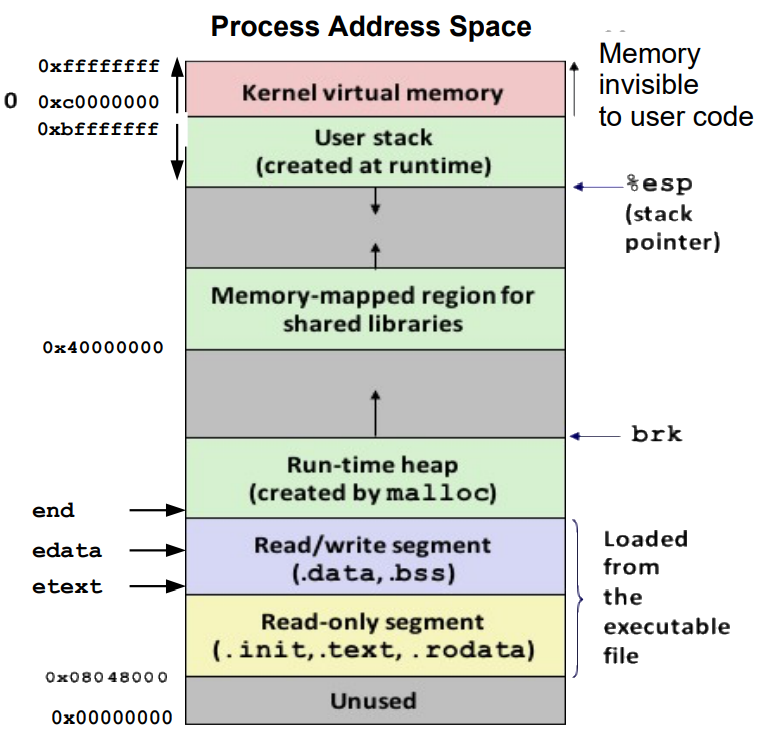 Process Address Space
0xffffffff
0
0xc0000000
0xbfffffff
Kernel virtual memory
Memory
invisible
to user code
User stack
(created at runtime)
%esp
(stack
pointer)
Memory-mapped region for
shared libraries
0x40000000
brk
Run-time heap
(created by malloc)
end
edata
etext
Read/write segment
(.data, .bss)
Read-only segment
(.init, .text, .rodata)
Loaded
from
the
executable
file
0x08048000
Unused
0x00000000